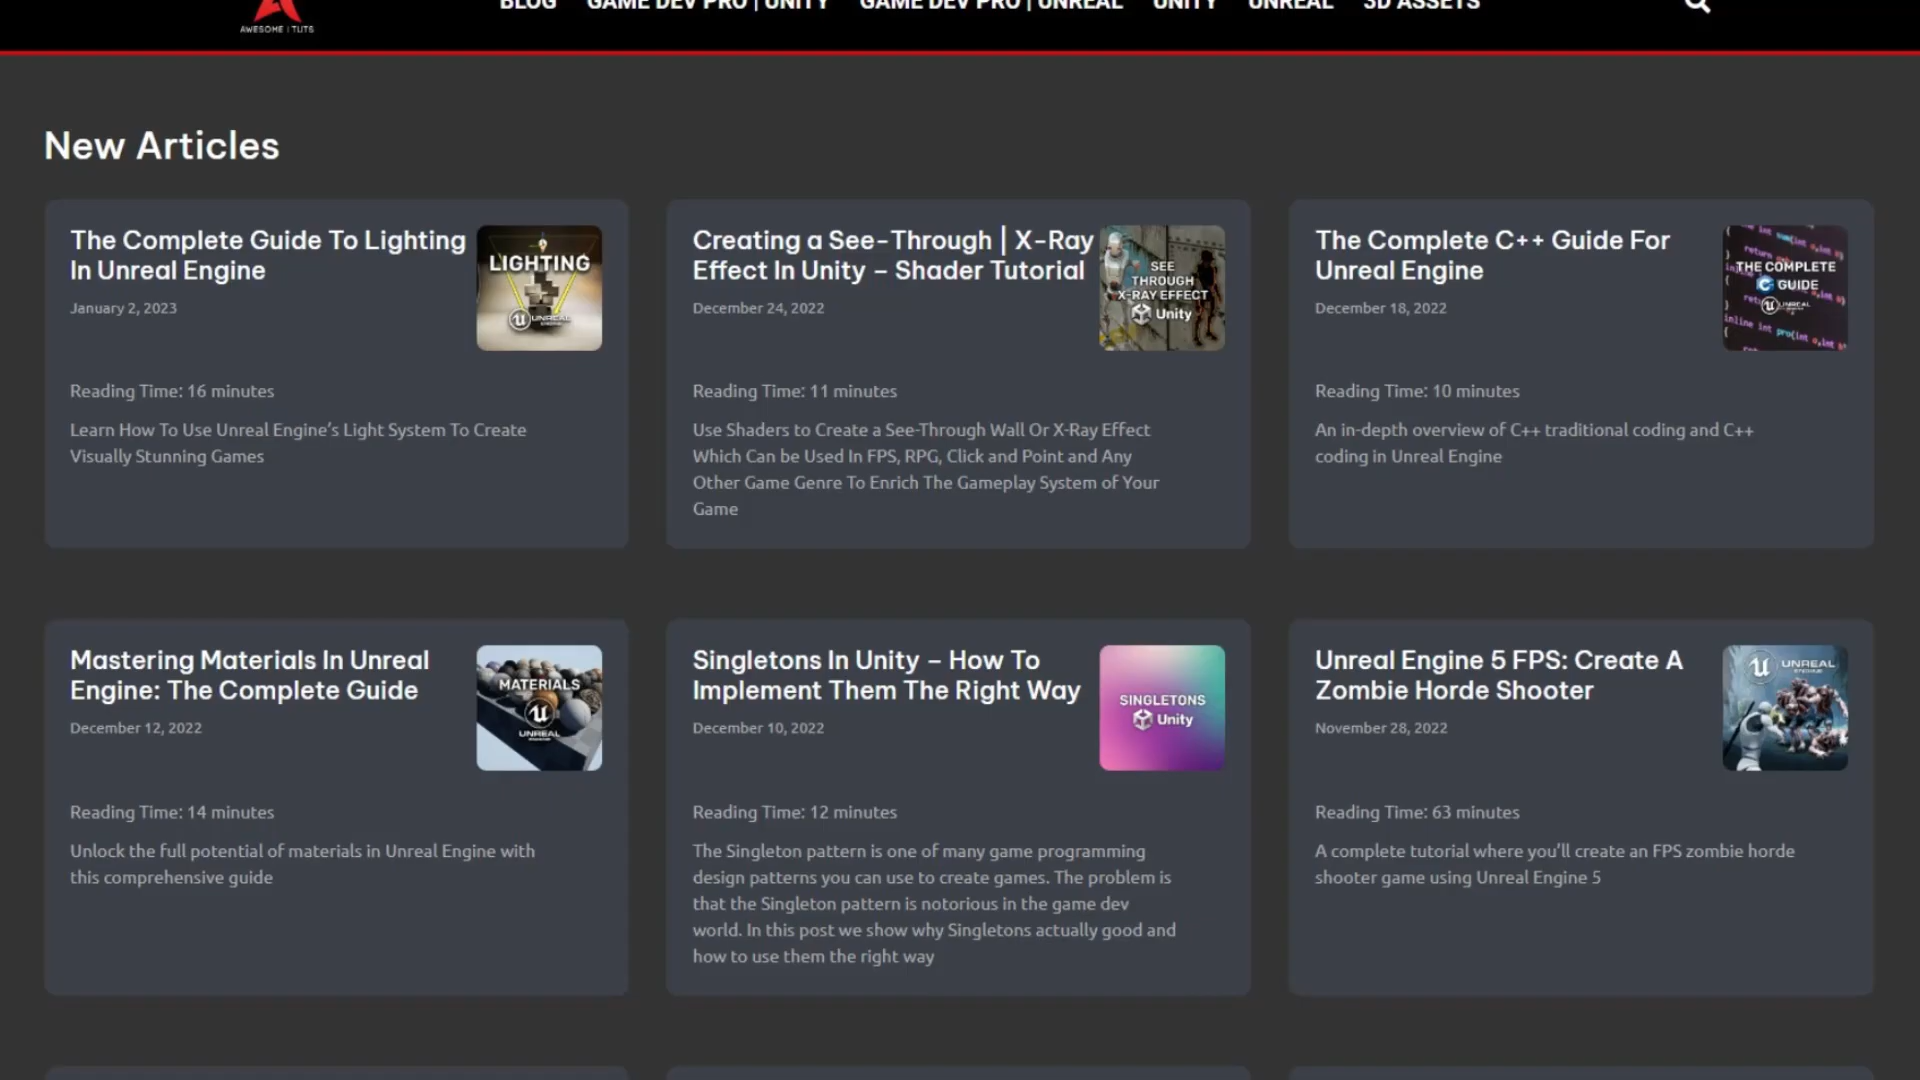 AWESOME TUTS
BLOG GAME DEV PRO | UNITY GAME DEV PRO | UNREAL UNITY UNREAL 3D ASSETS
New Articles
The Complete Guide To Lighting
In Unreal Engine
January 2, 2023
LIGHTING
UNREAL
ENGINE
Reading Time: 16 minutes
Learn How To Use Unreal Engine’s Light System To Create
Visually Stunning Games
Creating a See-Through | X-Ray
Effect In Unity – Shader Tutorial
December 24, 2022
SEE
THROUGH
X-RAY EFFECT
Unity
Reading Time: 11 minutes
Use Shaders to Create a See-Through Wall Or X-Ray Effect
Which Can be Used In FPS, RPG, Click and Point and Any
Other Game Genre To Enrich The Gameplay System of Your
Game
The Complete C++ Guide For
Unreal Engine
December 18, 2022
THE COMPLETE
C GUIDE
UNREAL
inline int pro(int
Reading Time: 10 minutes
An in-depth overview of C++ traditional coding and C++
coding in Unreal Engine
Mastering Materials In Unreal
Engine: The Complete Guide
December 12, 2022
MATERIALS
UNREAL
ENGINE
Reading Time: 14 minutes
Unlock the full potential of materials in Unreal Engine with
this comprehensive guide
Singletons In Unity – How To
Implement Them The Right Way
December 10, 2022
SINGLETONS
Unity
Reading Time: 12 minutes
The Singleton pattern is one of many game programming
design patterns you can use to create games. The problem is
that the Singleton pattern is notorious in the game dev
world. In this post we show why Singletons actually good and
how to use them the right way
Unreal Engine 5 FPS: Create A
Zombie Horde Shooter
November 28, 2022
UNREAL
ENGINE
Reading Time: 63 minutes
A complete tutorial where you’ll create an FPS zombie horde
shooter game using Unreal Engine 5